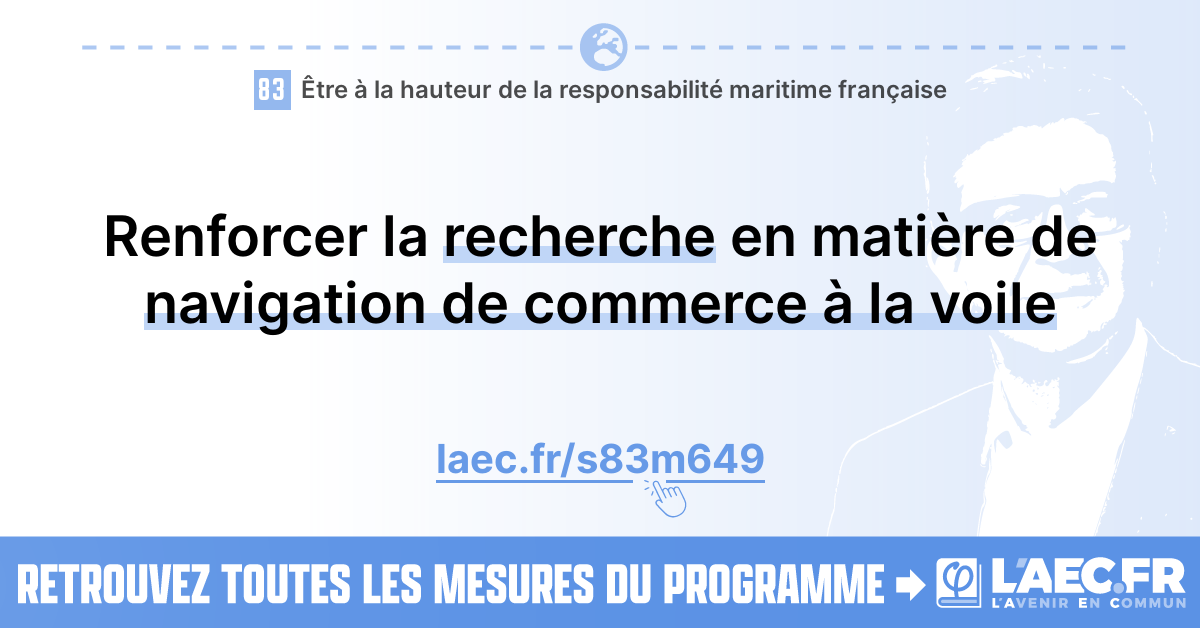 83 Être à la hauteur de la responsabilité maritime française
Renforcer la recherche en matière de
navigation de commerce à la voile
laec.fr/s83m649
RETROUVEZ TOUTES LES MESURES DU PROGRAMME
L'AEC.FR
L'AVENIR EN COMMUN